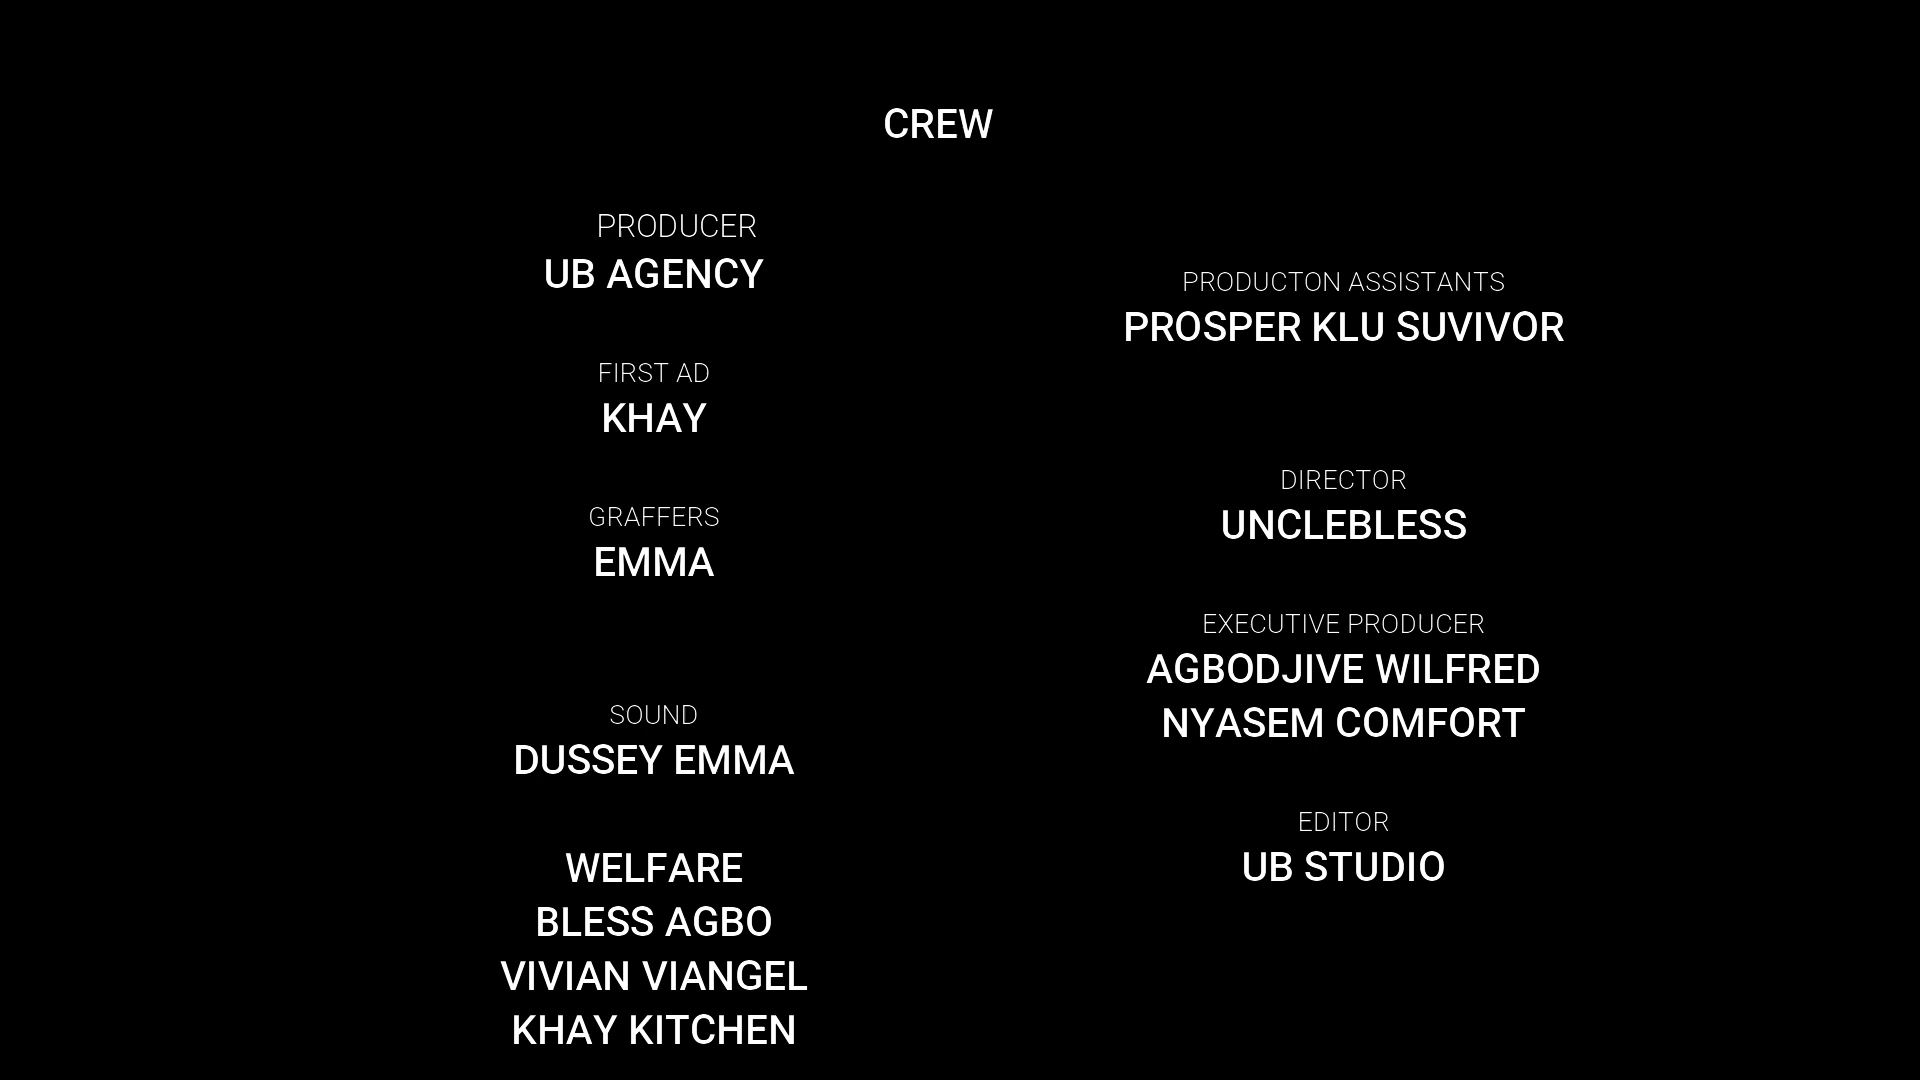 CREW
PRODUCER
UB AGENCY
FIRST AD
KHAY
GRAFFERS
EMMA
SOUND
DUSSEY EMMA
WELFARE
BLESS AGBO
VIVIAN VIANGEL
KHAY KITCHEN
PRODUCTON ASSISTANTS
PROSPER KLU SUVIVOR
DIRECTOR
UNCLEBLESS
EXECUTIVE PRODUCER
AGBODJIVE WILFRED
NYASEM COMFORT
EDITOR
UB STUDIO